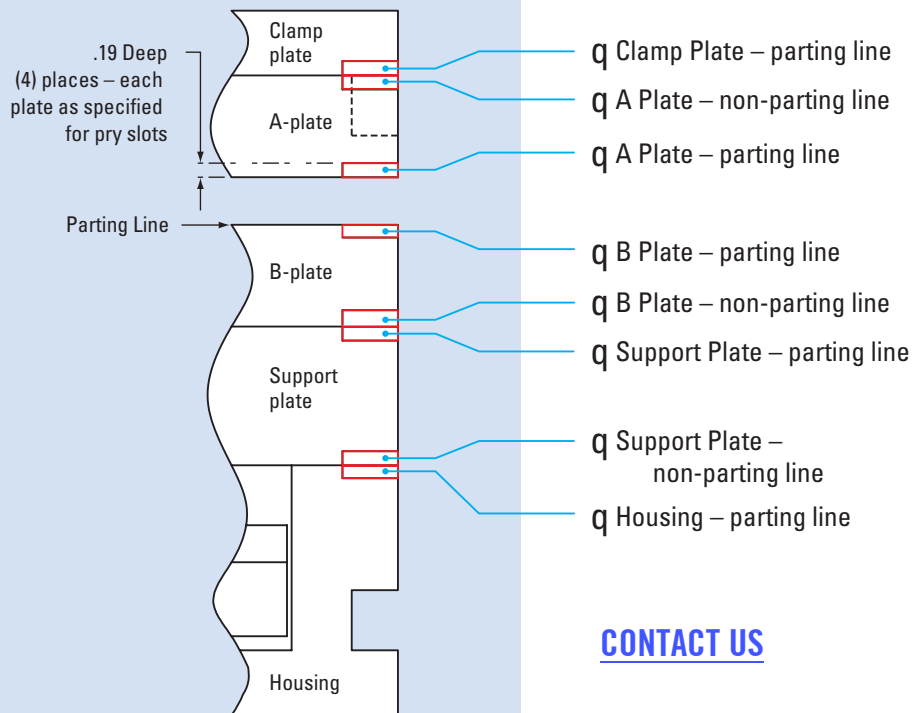 Clamp
plate
.19 Deep
(4) places – each
plate as specified
for pry slots
A-plate
Parting Line
B-plate
Support
plate
Housing
q Clamp Plate – parting line
q A Plate – non-parting line
q A Plate – parting line
q B Plate – parting line
q B Plate – non-parting line
q Support Plate – parting line
q Support Plate –
non-parting line
q Housing – parting line
CONTACT US